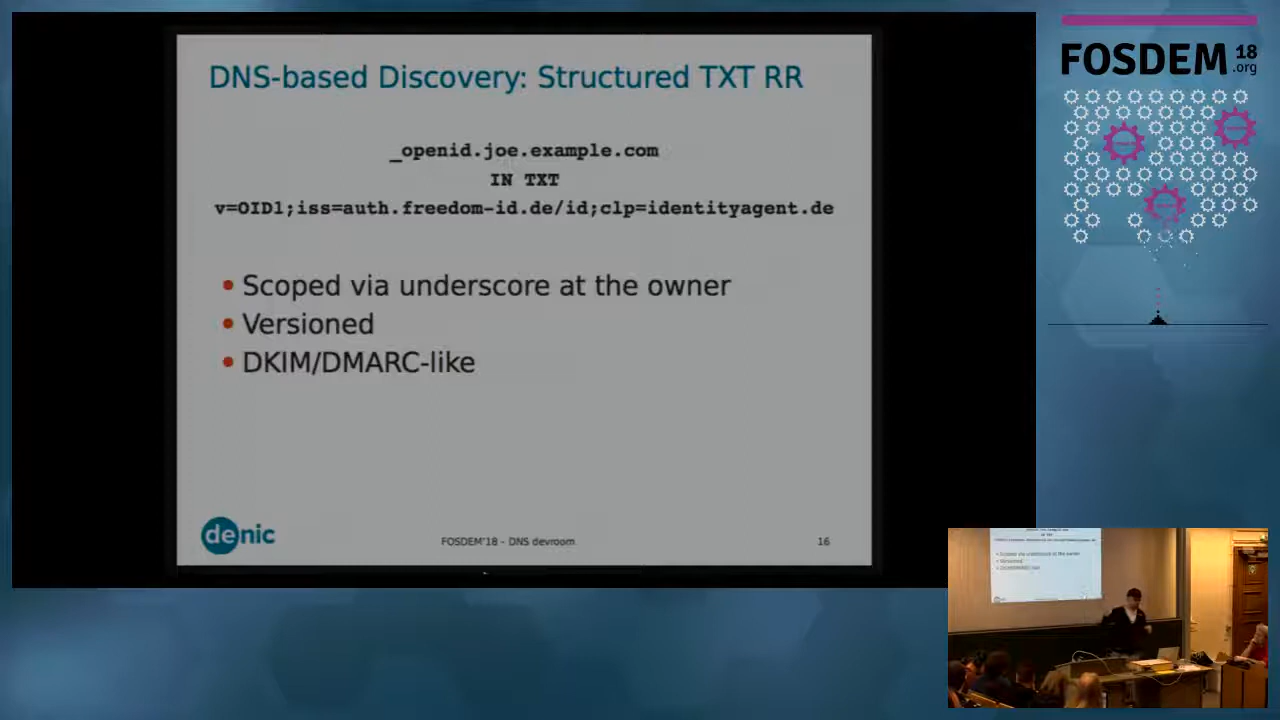 DNS-based Discovery: Structured TXT RR
_openid.joe.example.com
IN TXT
v=OID1;iss=auth.freedom-id.de/id;clp=identityagent.de
• Scoped via underscore at the owner
• Versioned
• DKIM/DMARC-like
denic
FOSDEM'18 - DNS devroom
16
FOSDEM 18 .org